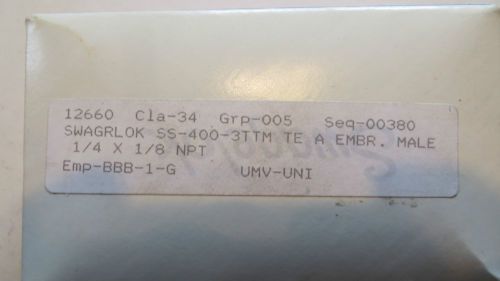 12660 Cla-34 Grp-005 Seq-00380
SWAGRLOK SS-400-3TTM TE A EMBR. MALE
1/4 X 1/8 NPT
Emp-BBB-1-G UMV-UNI